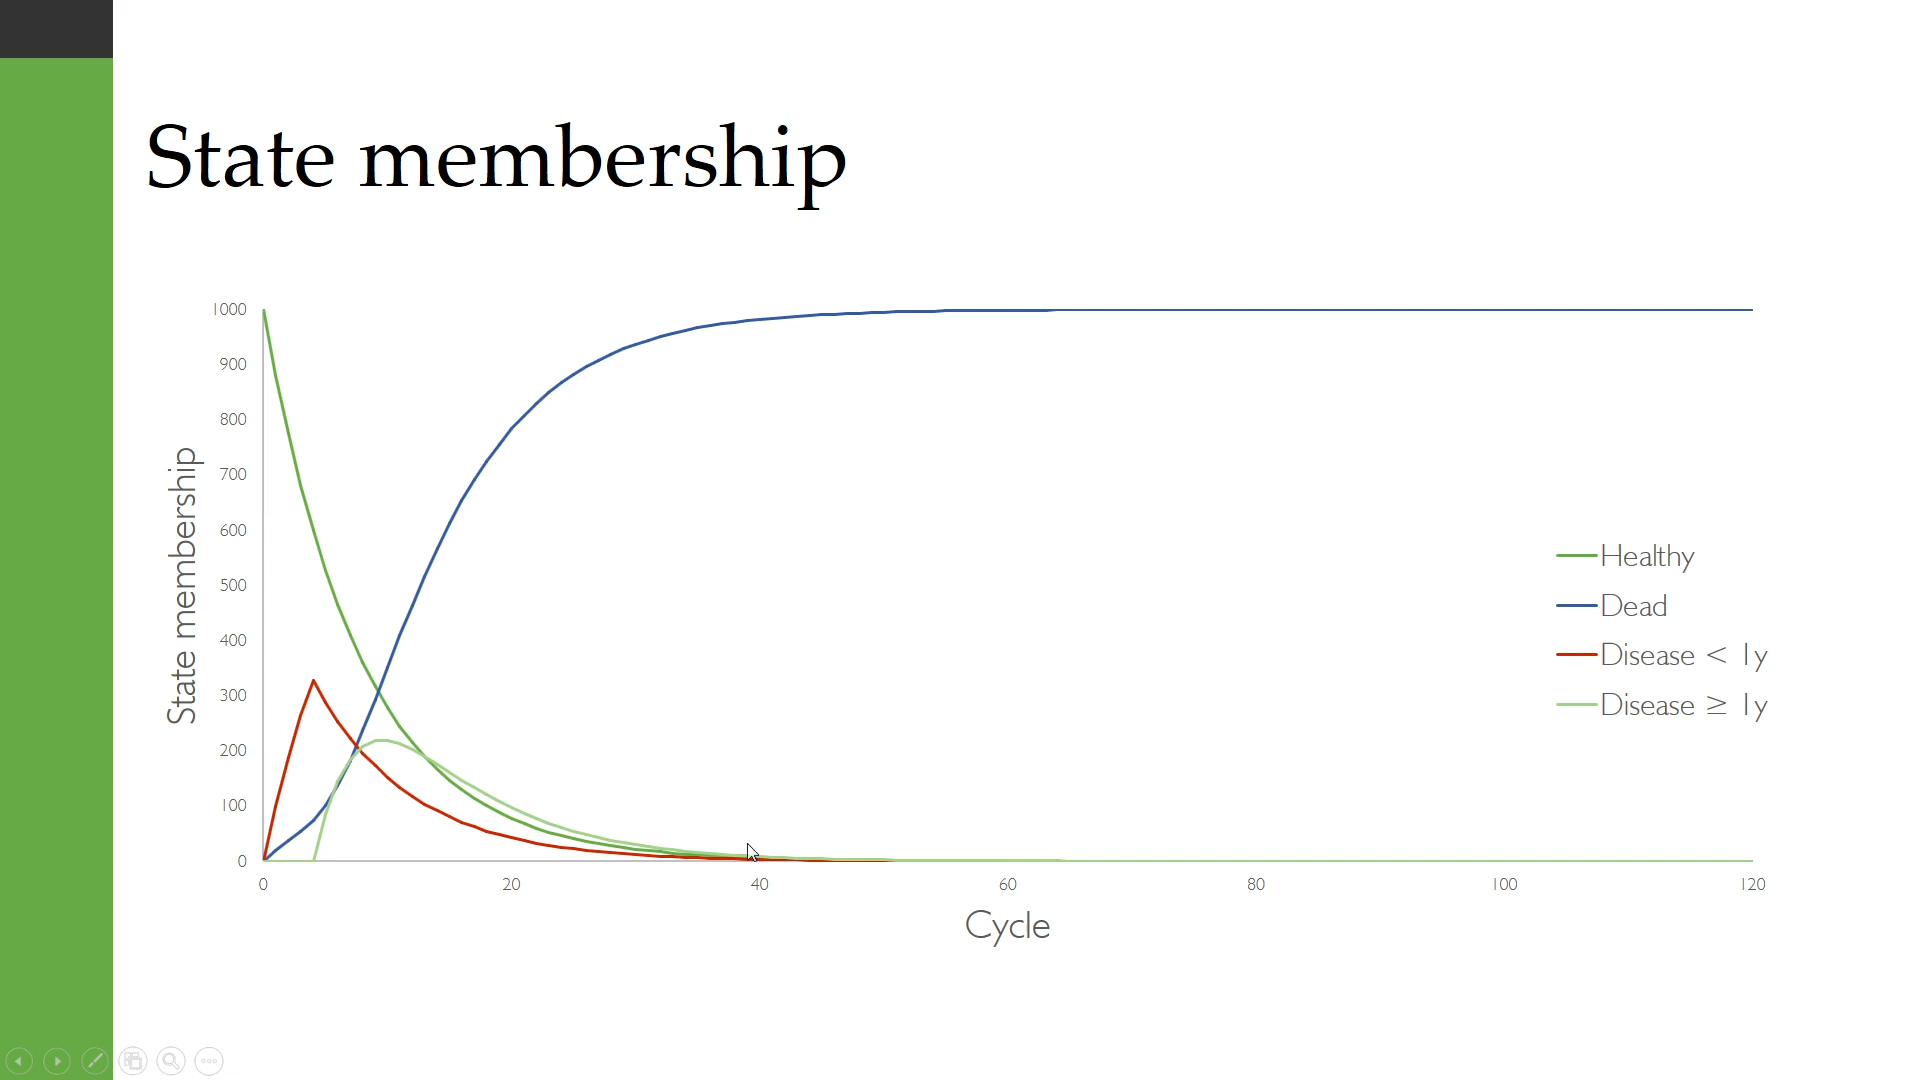 State membership
1000
900
800
700
600
500
400
300
200
100
0
State membership
0 20 40 60 80 100 120
Cycle
Healthy
Dead
Disease < 1y
Disease ≥ 1y